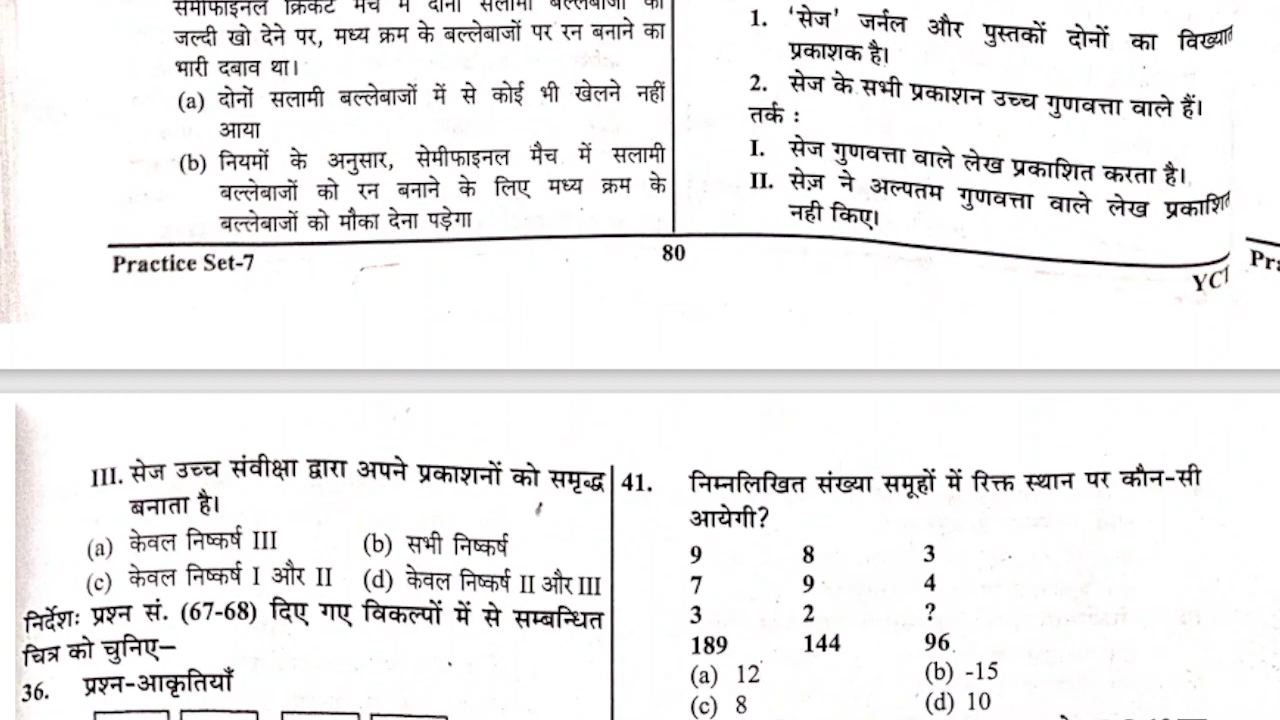 जल्दी खो देने पर, मध्य क्रम के बल्लेबाजों पर रन बनाने का
भारी दबाव था।
(a) दोनों सलामी बल्लेबाजों में से कोई भी खेलने नहीं
आया
(b) नियमों के अनुसार, सेमीफाइनल मैच में सलामी
बल्लेबाजों को रन बनाने के लिए मध्य क्रम के
बल्लेबाजों को मौका देना पड़ेगा
1. 'सेज' जर्नल और पुस्तकों दोनों का विख्यात
प्रकाशक है।
2. सेज के सभी प्रकाशन उच्च गुणवत्ता वाले हैं।
तर्क :
I. सेज गुणवत्ता वाले लेख प्रकाशित करता है।
II. सेज़ ने अल्पतम गुणवत्ता वाले लेख प्रकाशित
नही किए।
Practice Set-7
80
YCT
III. सेज उच्च संवीक्षा द्वारा अपने प्रकाशनों को समृद्ध
बनाता है।
(a) केवल निष्कर्ष III (b) सभी निष्कर्ष
(c) केवल निष्कर्ष I और II (d) केवल निष्कर्ष II और III
निर्देशः प्रश्न सं. (67-68) दिए गए विकल्पों में से सम्बन्धित
चित्र को चुनिए–
36. प्रश्न-आकृतियाँ
41. निम्नलिखित संख्या समूहों में रिक्त स्थान पर कौन-सी
आयेगी?
9 8 3
7 9 4
3 2 ?
189 144 96
(a) 12 (b) -15
(c) 8 (d) 10